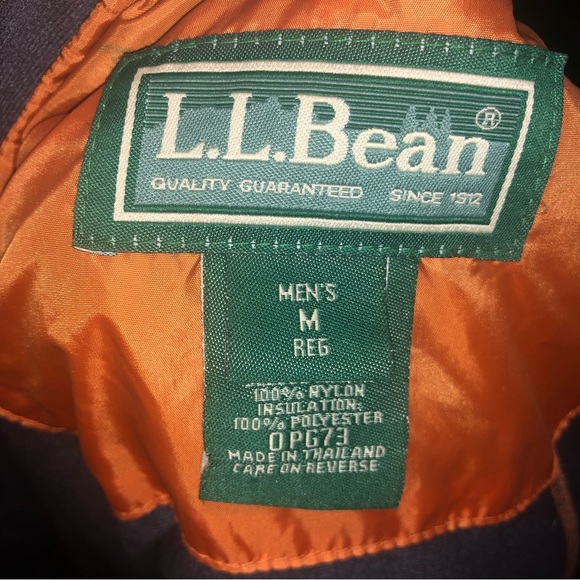 L.L.Bean®
QUALITY GUARANTEED SINCE 1912
MEN'S
M
REG
100% NYLON
INSULATION:
100% POLYESTER
0PG73
MADE IN THAILAND
CARE ON REVERSE